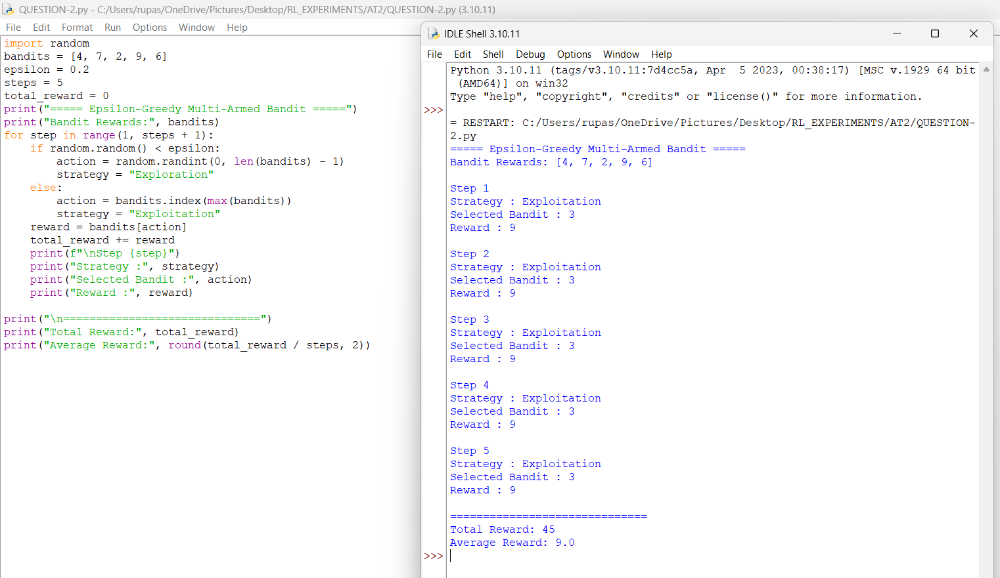 QUESTION-2.py - C:/Users/rupas/OneDrive/Pictures/Desktop/RL_EXPERIMENTS/AT2/QUESTION-2.py (3.10.11)
File Edit Format Run Options Window Help
import random
bandits = [4, 7, 2, 9, 6]
epsilon = 0.2
steps = 5
total_reward = 0
print("===== Epsilon-Greedy Multi-Armed Bandit =====")
print("Bandit Rewards:", bandits)
for step in range(1, steps + 1):
    if random.random() < epsilon:
        action = random.randint(0, len(bandits) - 1)
        strategy = "Exploration"
    else:
        action = bandits.index(max(bandits))
        strategy = "Exploitation"
    reward = bandits[action]
    total_reward += reward
    print(f"\nStep {step}")
    print("Strategy :", strategy)
    print("Selected Bandit :", action)
    print("Reward :", reward)

print("\n==============================")
print("Total Reward:", total_reward)
print("Average Reward:", round(total_reward / steps, 2))
IDLE Shell 3.10.11
File Edit Shell Debug Options Window Help
Python 3.10.11 (tags/v3.10.11:7d4cc5a, Apr  5 2023, 00:38:17) [MSC v.1929 64 bit
 (AMD64)] on win32
Type "help", "copyright", "credits" or "license()" for more information.
>>>
= RESTART: C:/Users/rupas/OneDrive/Pictures/Desktop/RL_EXPERIMENTS/AT2/QUESTION-
2.py
===== Epsilon-Greedy Multi-Armed Bandit =====
Bandit Rewards: [4, 7, 2, 9, 6]

Step 1
Strategy : Exploitation
Selected Bandit : 3
Reward : 9

Step 2
Strategy : Exploitation
Selected Bandit : 3
Reward : 9

Step 3
Strategy : Exploitation
Selected Bandit : 3
Reward : 9

Step 4
Strategy : Exploitation
Selected Bandit : 3
Reward : 9

Step 5
Strategy : Exploitation
Selected Bandit : 3
Reward : 9

==============================
Total Reward: 45
Average Reward: 9.0
>>>